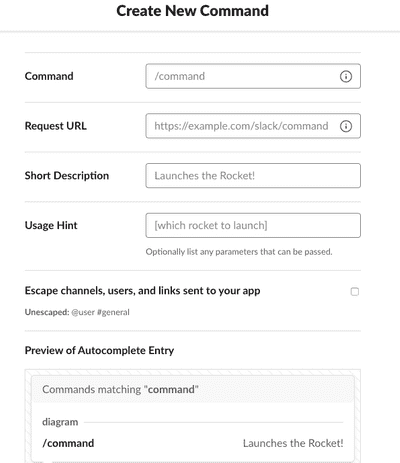 Create New Command
Command
/command
Request URL
https://example.com/slack/command
Short Description
Launches the Rocket!
Usage Hint
[which rocket to launch]
Optionally list any parameters that can be passed.
Escape channels, users, and links sent to your app
Unescaped: @user #general
Preview of Autocomplete Entry
Commands matching "command"
diagram
/command Launches the Rocket!